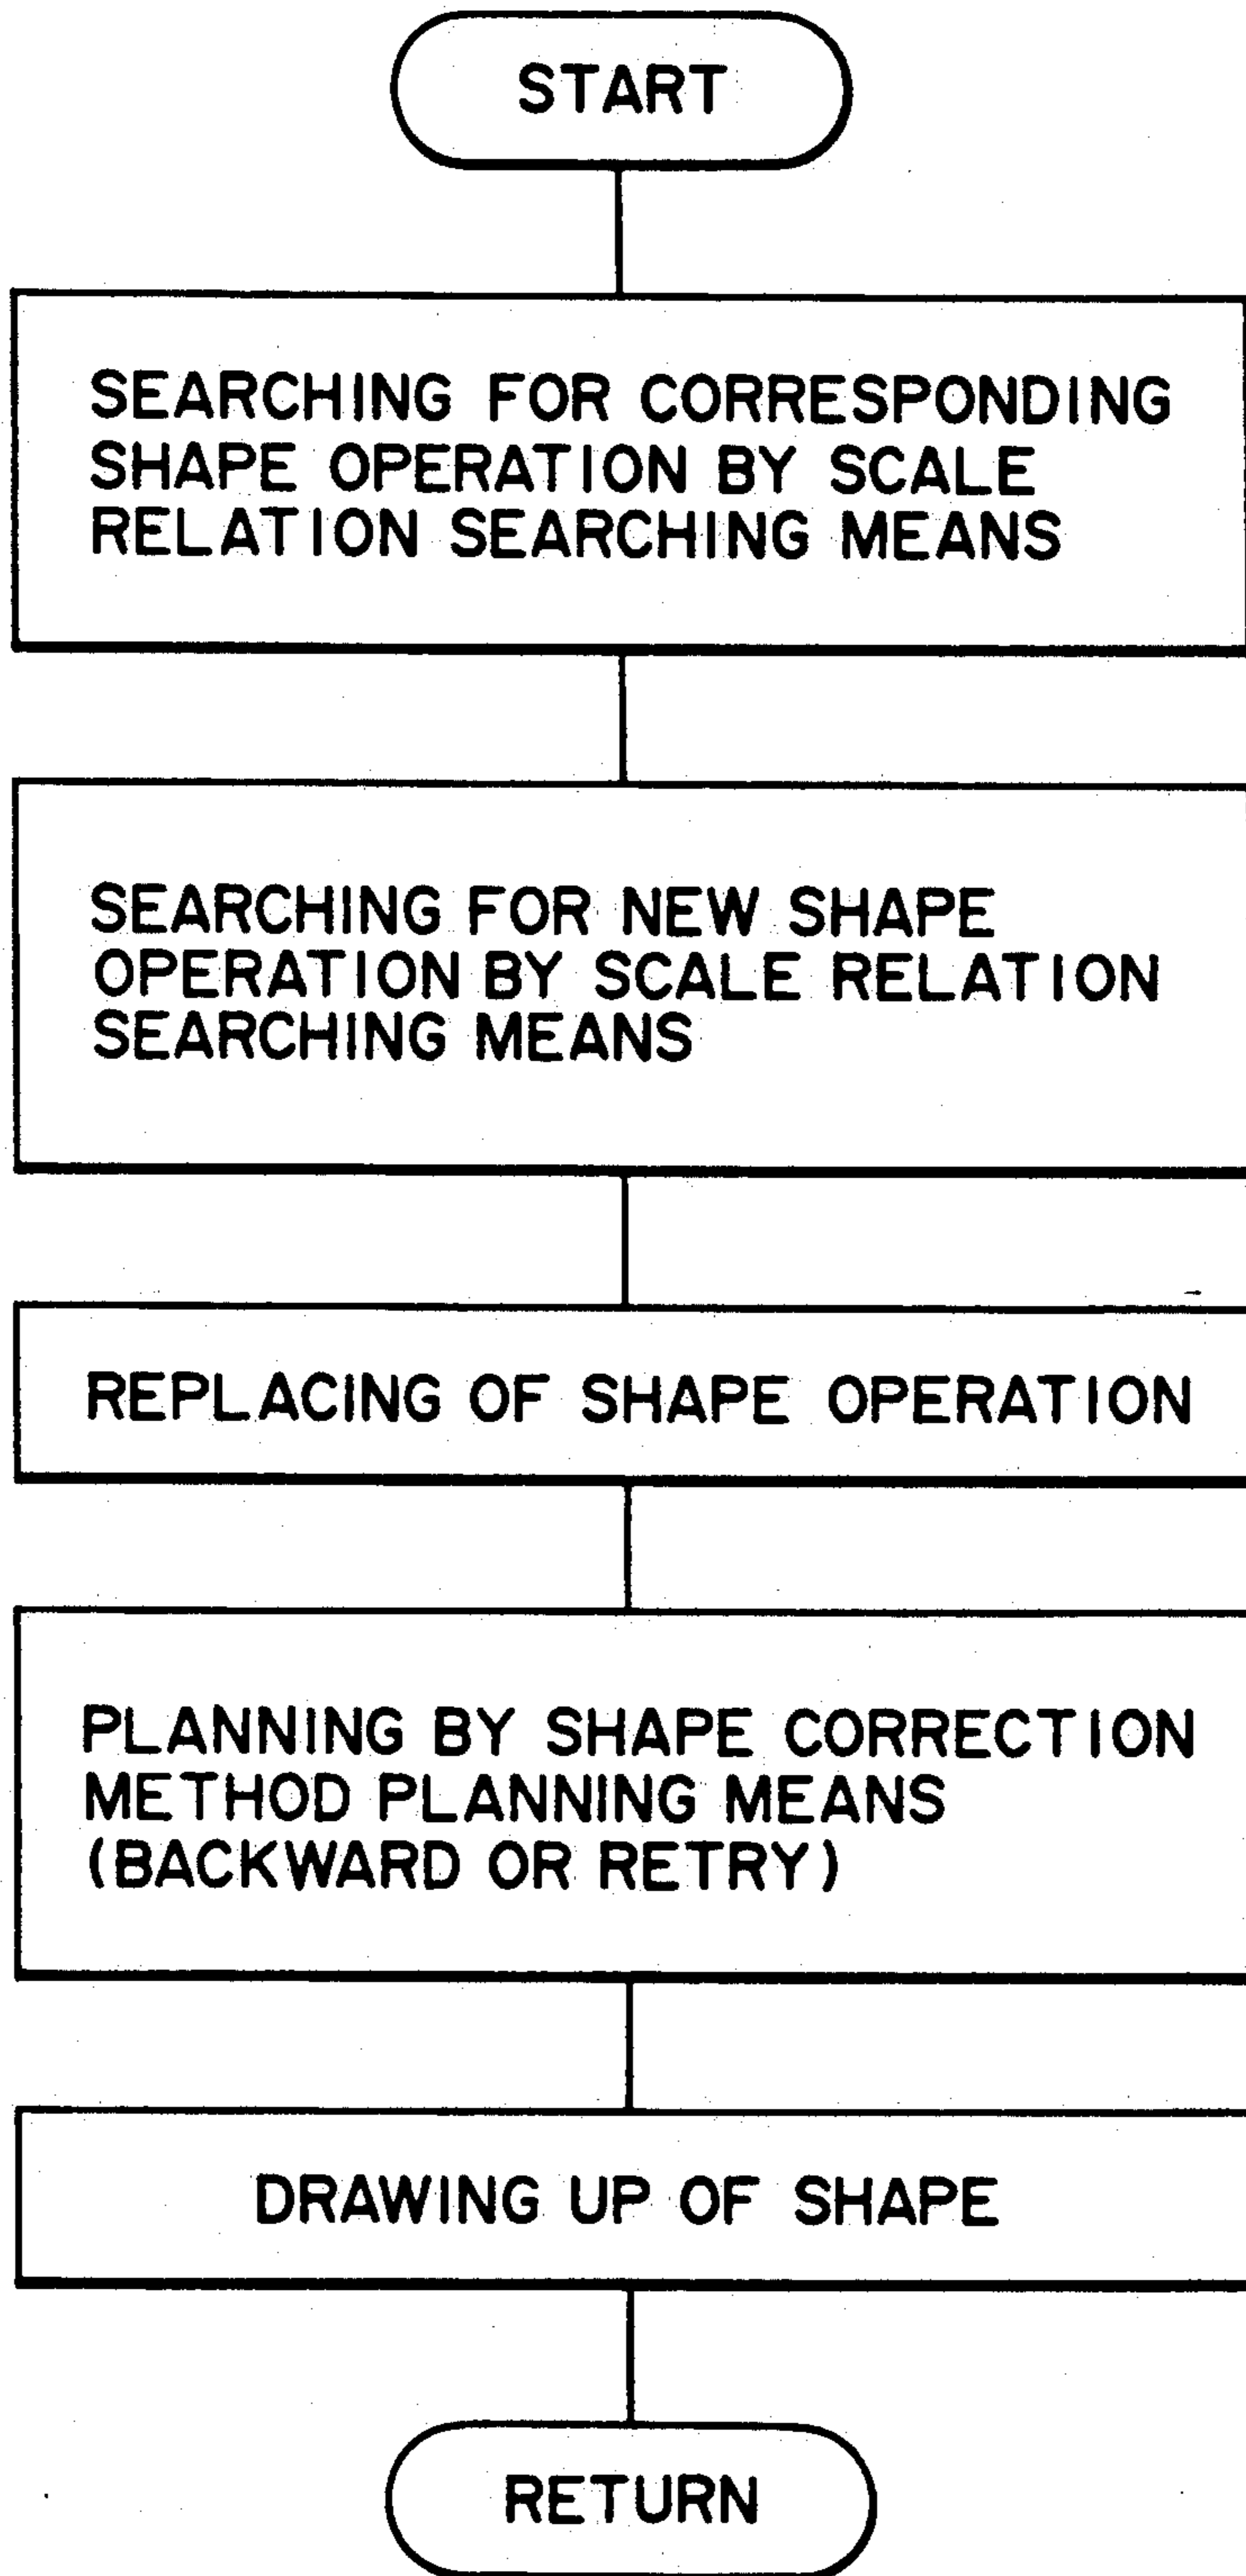 START
SEARCHING FOR CORRESPONDING
SHAPE OPERATION BY SCALE
RELATION SEARCHING MEANS
SEARCHING FOR NEW SHAPE
OPERATION BY SCALE RELATION
SEARCHING MEANS
REPLACING OF SHAPE OPERATION
PLANNING BY SHAPE CORRECTION
METHOD PLANNING MEANS
(BACKWARD OR RETRY)
DRAWING UP OF SHAPE
RETURN